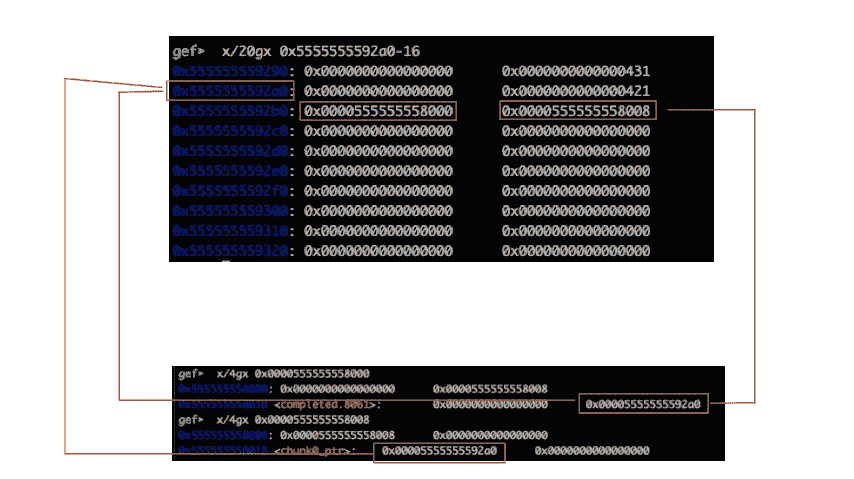 gef➤ x/20gx 0x5555555592a0-16
0x555555559290: 0x0000000000000000 0x0000000000000431
0x5555555592a0: 0x0000000000000000 0x0000000000000421
0x5555555592b0: 0x0000555555558000 0x0000555555558008
0x5555555592c0: 0x0000000000000000 0x0000000000000000
0x5555555592d0: 0x0000000000000000 0x0000000000000000
0x5555555592e0: 0x0000000000000000 0x0000000000000000
0x5555555592f0: 0x0000000000000000 0x0000000000000000
0x555555559300: 0x0000000000000000 0x0000000000000000
0x555555559310: 0x0000000000000000 0x0000000000000000
0x555555559320: 0x0000000000000000 0x0000000000000000
gef➤ x/4gx 0x0000555555558000
0x555555558000: 0x0000000000000000 0x0000555555558008
0x555555558010 <completed.8061>: 0x0000000000000000 0x00005555555592a0
gef➤ x/4gx 0x0000555555558008
0x555555558008: 0x0000555555558008 0x0000000000000000
0x555555558018 <chunk0_ptr>: 0x00005555555592a0 0x0000000000000000